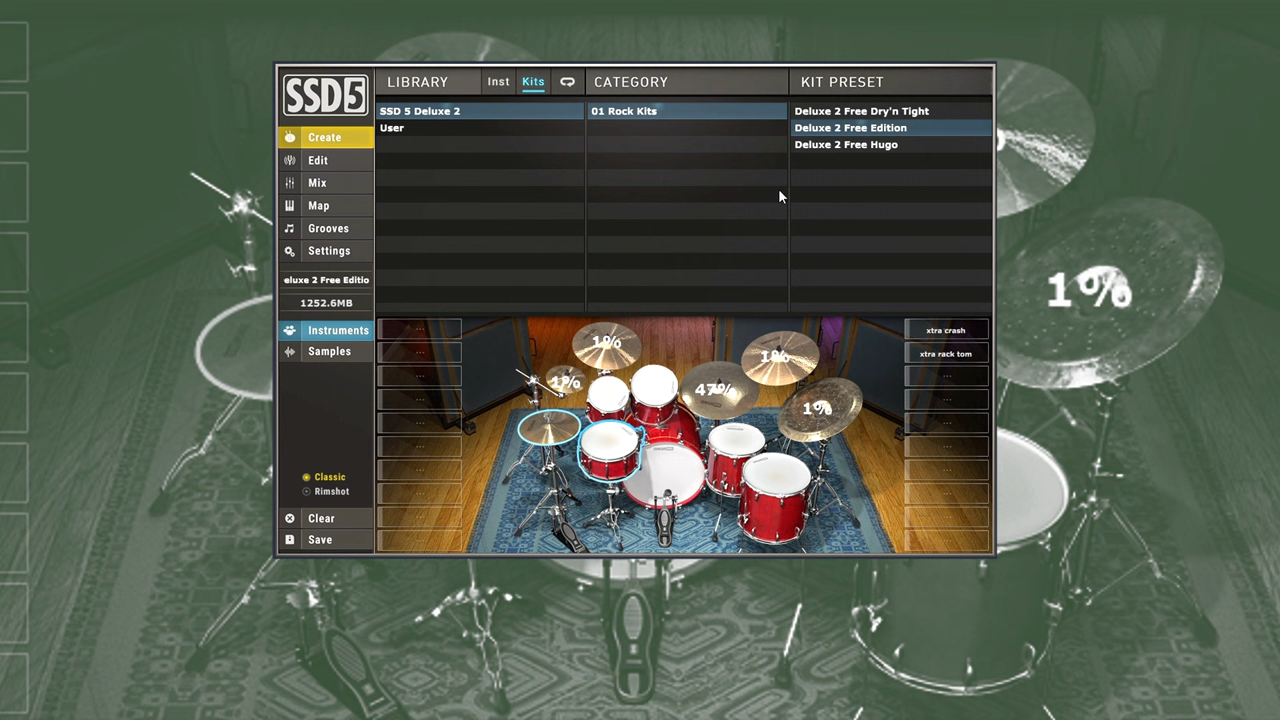 SSD5
LIBRARY
Inst
Kits
CATEGORY
KIT PRESET
SSD 5 Deluxe 2
User
01 Rock Kits
Deluxe 2 Free Dry'n Tight
Deluxe 2 Free Edition
Deluxe 2 Free Hugo
Create
Edit
Mix
Map
Grooves
Settings
eluxe 2 Free Editio
1252.6MB
Instruments
Samples
Classic
Rimshot
Clear
Save
...
...
...
...
...
...
...
...
...
...
1%
1%
1%
47%
1%
xtra crash
xtra rack tom
...
...
...
...
...
...
...
...
1%